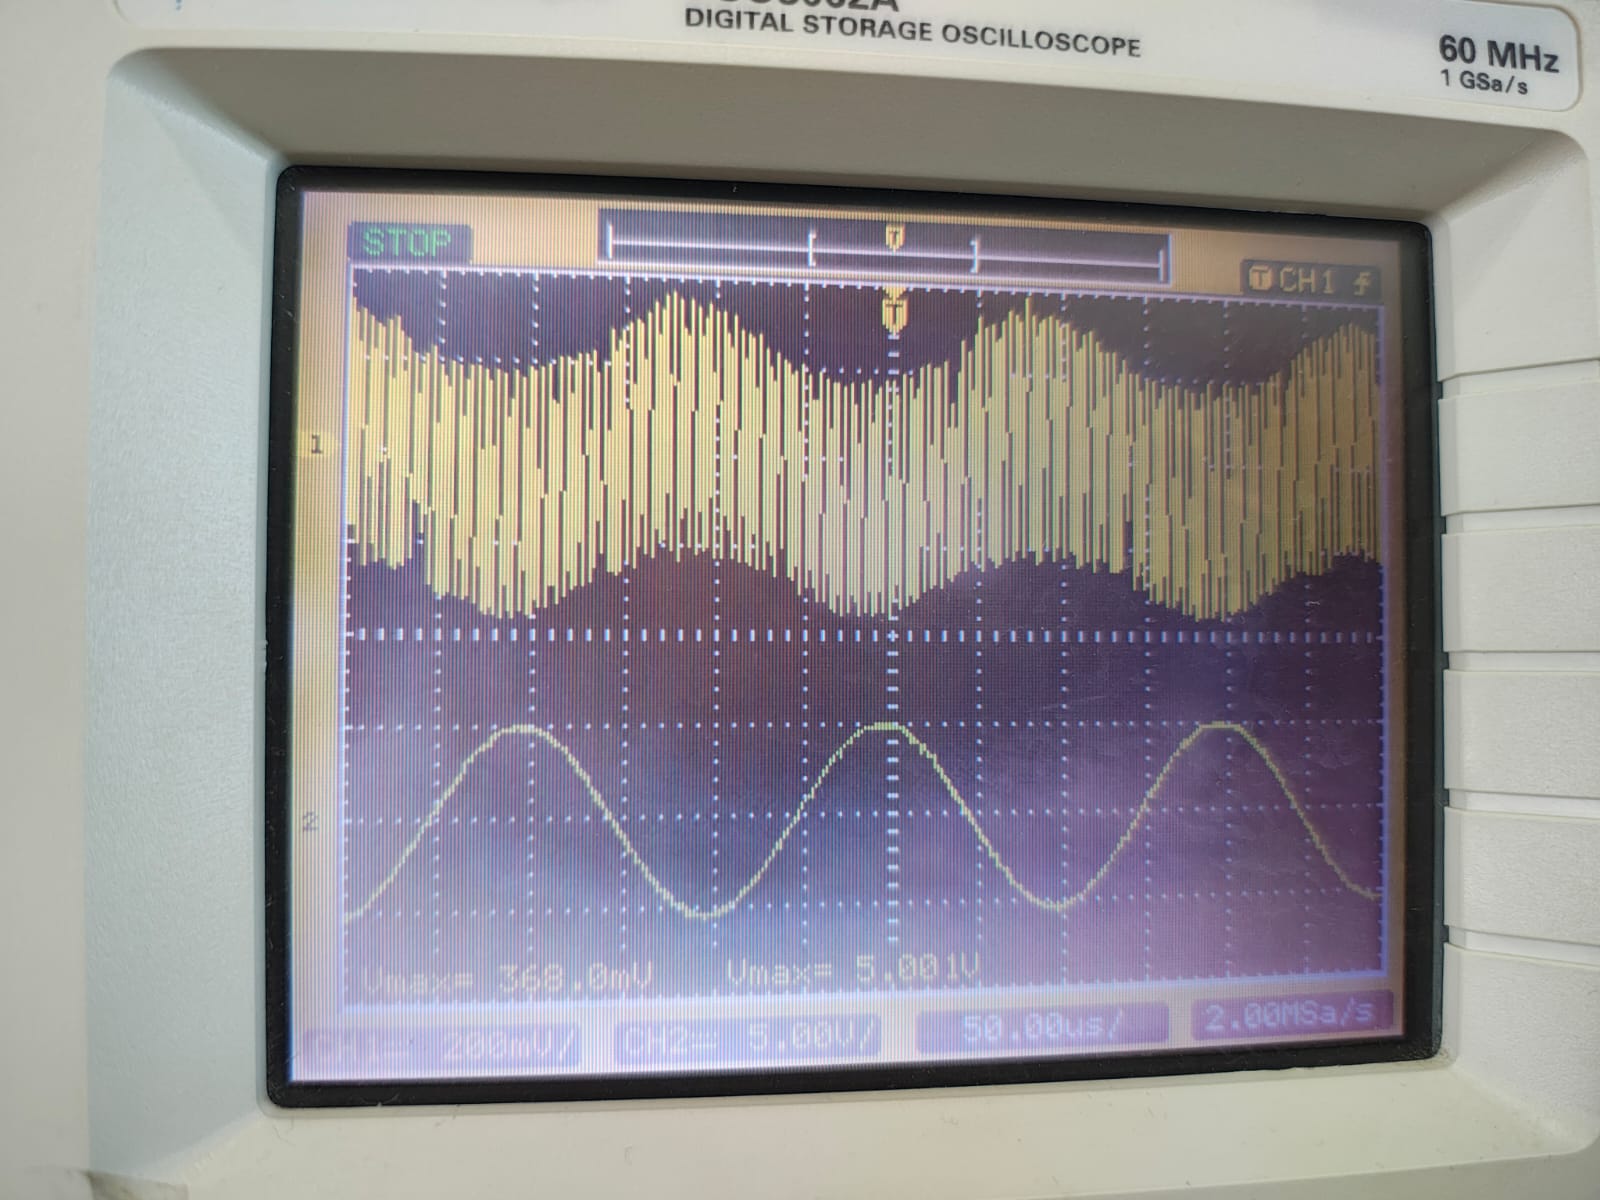 DIGITAL STORAGE OSCILLOSCOPE
60 MHz
1 GSa/s
STOP
T
T CH1
T
1
2
Vmax= 368.0mV Vmax= 5.001V
200mV/ CH2= 5.00V/ 50.00us/ 2.00MSa/s